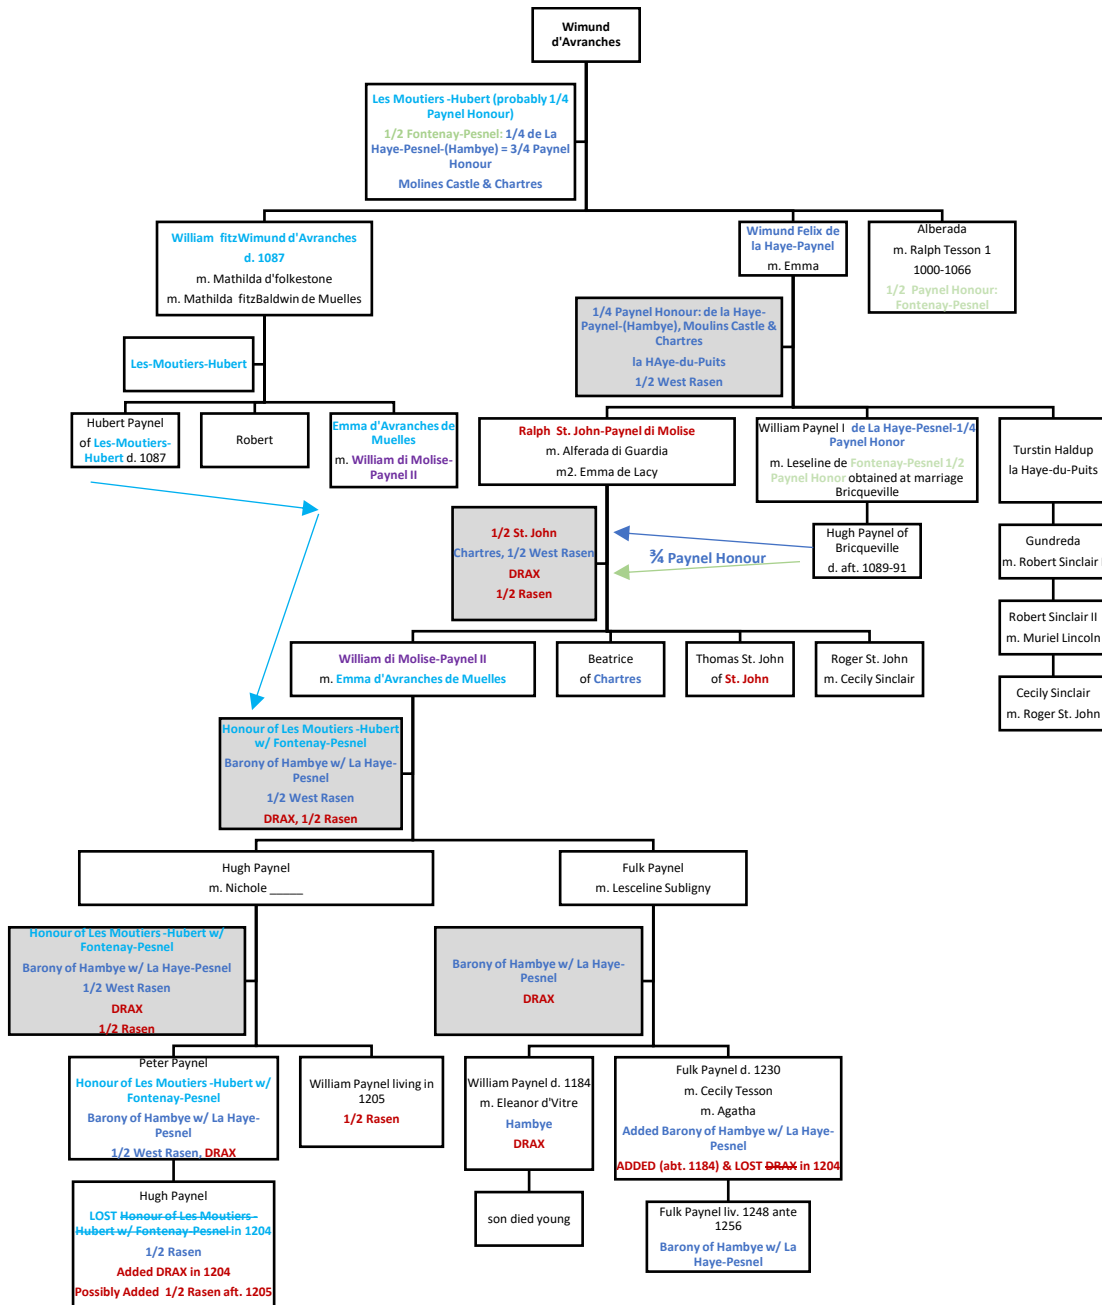 Wimund
d'Avranches
Les Moutiers -Hubert (probably 1/4
Paynel Honour)
1/2 Fontenay-Pesnel: 1/4 de La
Haye-Pesnel-(Hambye) = 3/4 Paynel
Honour
Molines Castle & Chartres
William fitzWimund d'Avranches
d. 1087
m. Mathilda d'folkestone
m. Mathilda fitzBaldwin de Muelles
Wimund Felix de
la Haye-Paynel
m. Emma
Alberada
m. Ralph Tesson 1
1000-1066
1/2 Paynel Honour:
Fontenay-Pesnel
1/4 Paynel Honour: de la Haye-
Paynel-(Hambye), Moulins Castle &
Chartres
la HAye-du-Puits
1/2 West Rasen
Les-Moutiers-Hubert
Hubert Paynel
of Les-Moutiers-
Hubert d. 1087
Robert
Emma d'Avranches de
Muelles
m. William di Molise-
Paynel II
Ralph St. John-Paynel di Molise
m. Alferada di Guardia
m2. Emma de Lacy
William Paynel I de La Haye-Pesnel-1/4
Paynel Honor
m. Leseline de Fontenay-Pesnel 1/2
Paynel Honor obtained at marriage
Bricqueville
Turstin Haldup
la Haye-du-Puits
1/2 St. John
Chartres, 1/2 West Rasen
DRAX
1/2 Rasen
¾ Paynel Honour
Hugh Paynel of
Bricqueville
d. aft. 1089-91
Gundreda
m. Robert Sinclair I
Robert Sinclair II
m. Muriel Lincoln
Cecily Sinclair
m. Roger St. John
William di Molise-Paynel II
m. Emma d'Avranches de Muelles
Beatrice
of Chartres
Thomas St. John
of St. John
Roger St. John
m. Cecily Sinclair
Honour of Les Moutiers -Hubert
w/ Fontenay-Pesnel
Barony of Hambye w/ La Haye-
Pesnel
1/2 West Rasen
DRAX, 1/2 Rasen
Hugh Paynel
m. Nichole _____
Fulk Paynel
m. Lesceline Subligny
Honour of Les Moutiers -Hubert w/
Fontenay-Pesnel
Barony of Hambye w/ La Haye-Pesnel
1/2 West Rasen
DRAX
1/2 Rasen
Barony of Hambye w/ La Haye-
Pesnel
DRAX
Peter Paynel
Honour of Les Moutiers -Hubert w/
Fontenay-Pesnel
Barony of Hambye w/ La Haye-
Pesnel
1/2 West Rasen, DRAX
William Paynel living in
1205
1/2 Rasen
William Paynel d. 1184
m. Eleanor d'Vitre
Hambye
DRAX
Fulk Paynel d. 1230
m. Cecily Tesson
m. Agatha
Added Barony of Hambye w/ La Haye-
Pesnel
ADDED (abt. 1184) & LOST DRAX in 1204
Hugh Paynel
LOST Honour of Les Moutiers -
Hubert w/ Fontenay-Pesnel in 1204
1/2 Rasen
Added DRAX in 1204
Possibly Added 1/2 Rasen aft. 1205
son died young
Fulk Paynel liv. 1248 ante
1256
Barony of Hambye w/ La
Haye-Pesnel